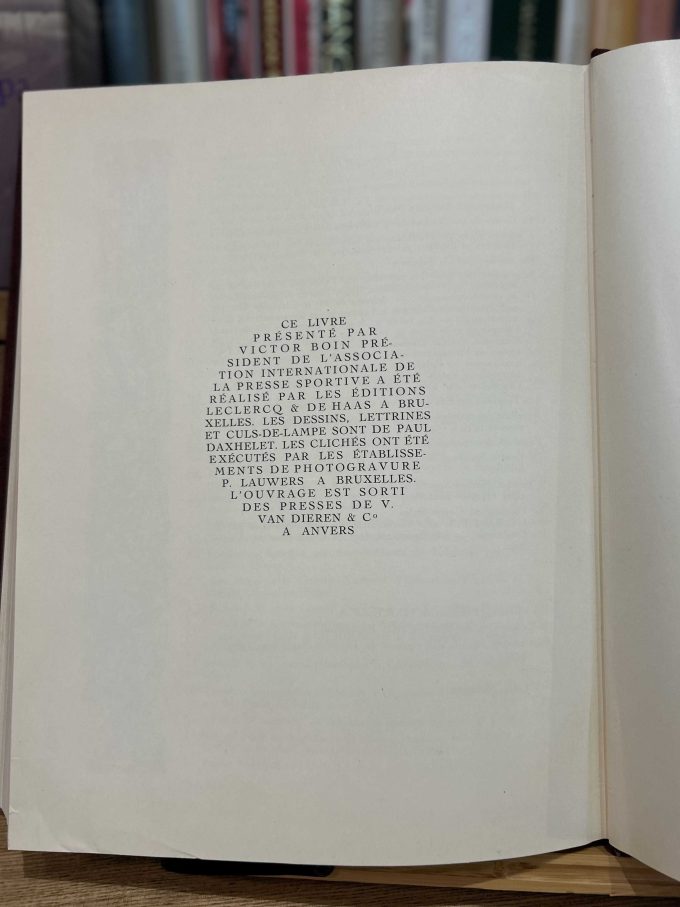 CE LIVRE
PRÉSENTÉ PAR
VICTOR BOIN PRÉ-
SIDENT DE L'ASSOCIA-
TION INTERNATIONALE DE
LA PRESSE SPORTIVE A ÉTÉ
RÉALISÉ PAR LES ÉDITIONS
LECLERCQ & DE HAAS A BRU-
XELLES. LES DESSINS, LETTRINES
ET CULS-DE-LAMPE SONT DE PAUL
DAXHELET. LES CLICHÉS ONT ÉTÉ
EXÉCUTÉS PAR LES ÉTABLISSE-
MENTS DE PHOTOGRAVURE
P. LAUWERS A BRUXELLES.
L'OUVRAGE EST SORTI
DES PRESSES DE V.
VAN DIEREN & Cº
A ANVERS